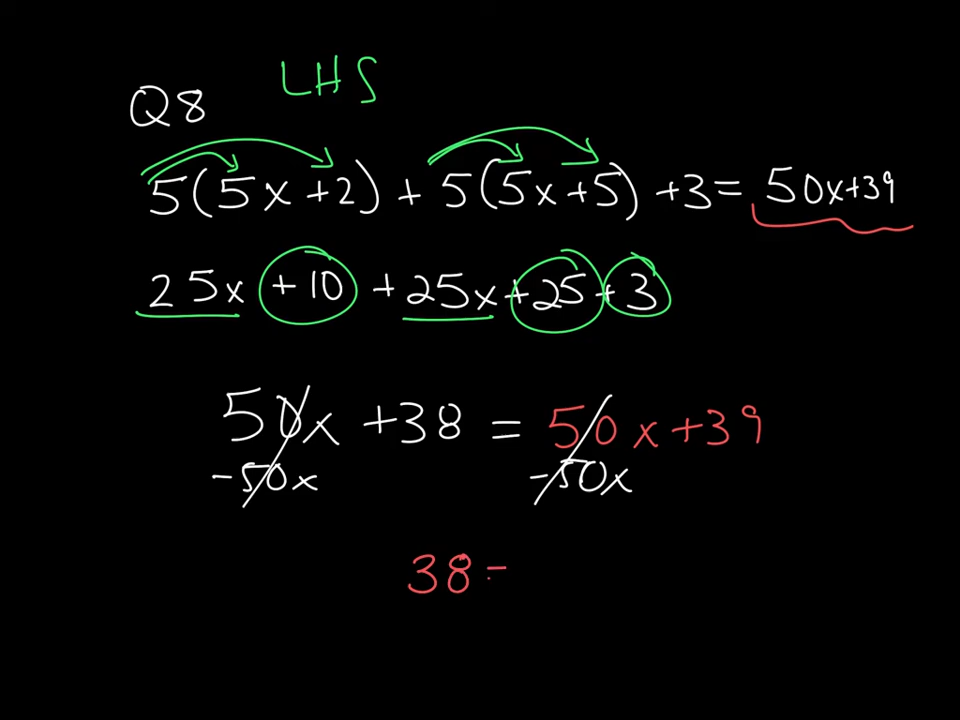 LHS
Q8
5(5x+2)+5(5x+5)+3=50x+39
25x+10+25x+25+3
50x+38=50x+39
-50x -50x
38=